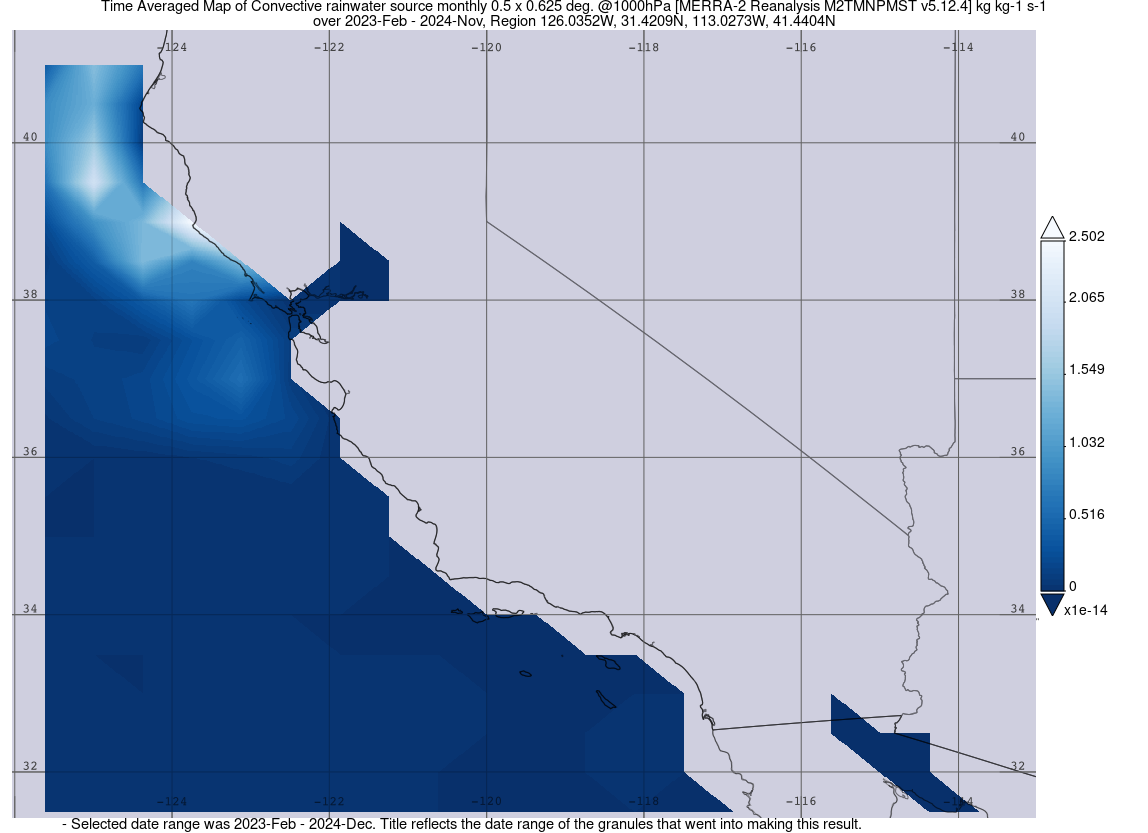 Time Averaged Map of Convective rainwater source monthly 0.5 x 0.625 deg. @1000hPa [MERRA-2 Reanalysis M2TMNPMST v5.12.4] kg kg-1 s-1
over 2023-Feb - 2024-Nov, Region 126.0352W, 31.4209N, 113.0273W, 41.4404N
-124 -122 -120 -118 -116 -114
40 40
38 38
36 36
34 34
32 32
-124 -122 -120 -118 -116 -114
2.502
2.065
1.549
1.032
0.516
0
x1e-14
- Selected date range was 2023-Feb - 2024-Dec. Title reflects the date range of the granules that went into making this result.